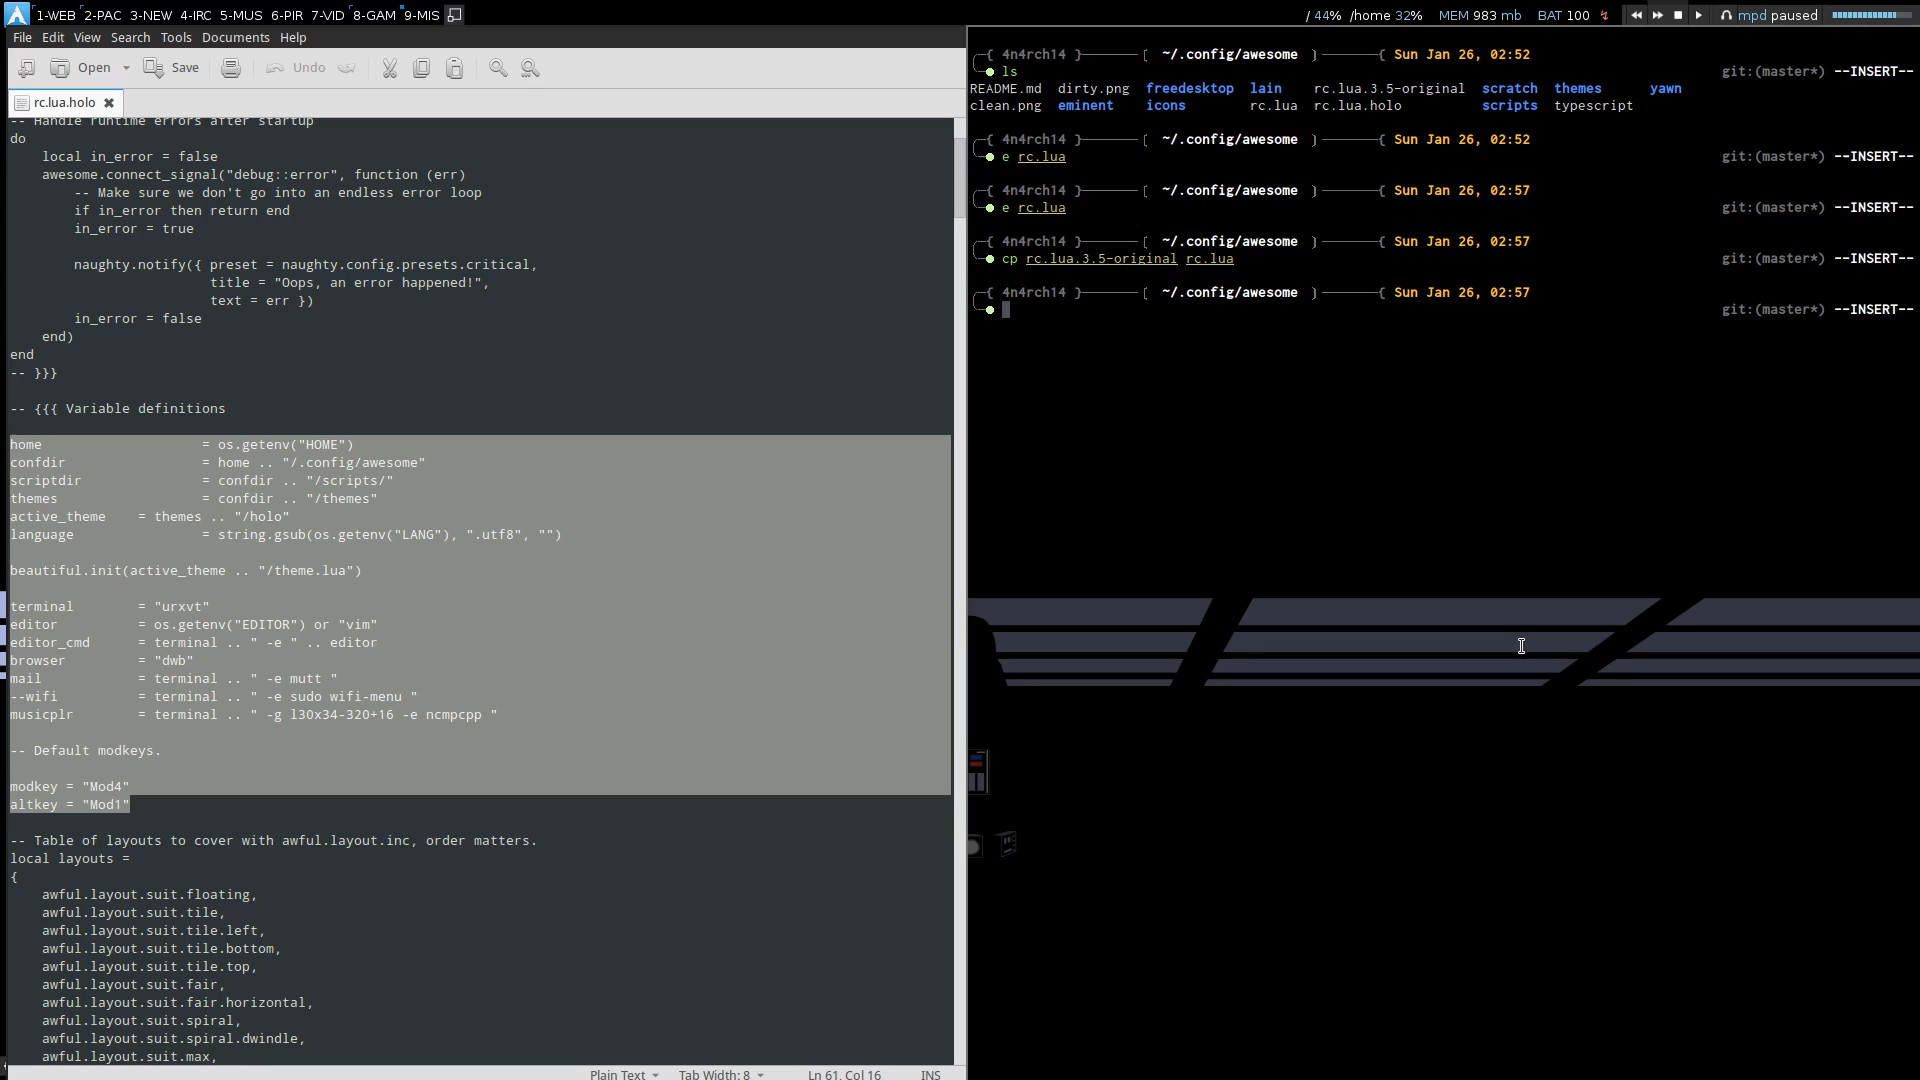 1-WEB 2-PAC 3-NEW 4-IRC 5-MUS 6-PIR 7-VID 8-GAM 9-MIS / 44% /home 32% MEM 983 mb BAT 100 mpd paused
File Edit View Search Tools Documents Help
Open Save Undo
rc.lua.holo
-- Handle runtime errors after startup
do
    local in_error = false
    awesome.connect_signal("debug::error", function (err)
        -- Make sure we don't go into an endless error loop
        if in_error then return end
        in_error = true
        naughty.notify({ preset = naughty.config.presets.critical,
                         title = "Oops, an error happened!",
                         text = err })
        in_error = false
    end)
end
-- }}}
-- {{{ Variable definitions
home                    = os.getenv("HOME")
confdir                 = home .. "/.config/awesome"
scriptdir               = confdir .. "/scripts/"
themes                  = confdir .. "/themes"
active_theme    = themes .. "/holo"
language                = string.gsub(os.getenv("LANG"), ".utf8", "")
beautiful.init(active_theme .. "/theme.lua")
terminal        = "urxvt"
editor          = os.getenv("EDITOR") or "vim"
editor_cmd      = terminal .. " -e " .. editor
browser         = "dwb"
mail            = terminal .. " -e mutt "
--wifi          = terminal .. " -e sudo wifi-menu "
musicplr        = terminal .. " -g l30x34-320+16 -e ncmpcpp "
-- Default modkeys.
modkey = "Mod4"
altkey = "Mod1"
-- Table of layouts to cover with awful.layout.inc, order matters.
local layouts =
{
    awful.layout.suit.floating,
    awful.layout.suit.tile,
    awful.layout.suit.tile.left,
    awful.layout.suit.tile.bottom,
    awful.layout.suit.tile.top,
    awful.layout.suit.fair,
    awful.layout.suit.fair.horizontal,
    awful.layout.suit.spiral,
    awful.layout.suit.spiral.dwindle,
    awful.layout.suit.max,
Plain Text Tab Width: 8 Ln 61, Col 16 INS
{ 4n4rch14 }———[ ~/.config/awesome ]———{ Sun Jan 26, 02:52
ls git:(master*) --INSERT--
README.md dirty.png freedesktop lain rc.lua.3.5-original scratch themes yawn
clean.png eminent icons rc.lua rc.lua.holo scripts typescript
{ 4n4rch14 }———[ ~/.config/awesome ]———{ Sun Jan 26, 02:52
e rc.lua git:(master*) --INSERT--
{ 4n4rch14 }———[ ~/.config/awesome ]———{ Sun Jan 26, 02:57
e rc.lua git:(master*) --INSERT--
{ 4n4rch14 }———[ ~/.config/awesome ]———{ Sun Jan 26, 02:57
cp rc.lua.3.5-original rc.lua git:(master*) --INSERT--
{ 4n4rch14 }———[ ~/.config/awesome ]———{ Sun Jan 26, 02:57
git:(master*) --INSERT--